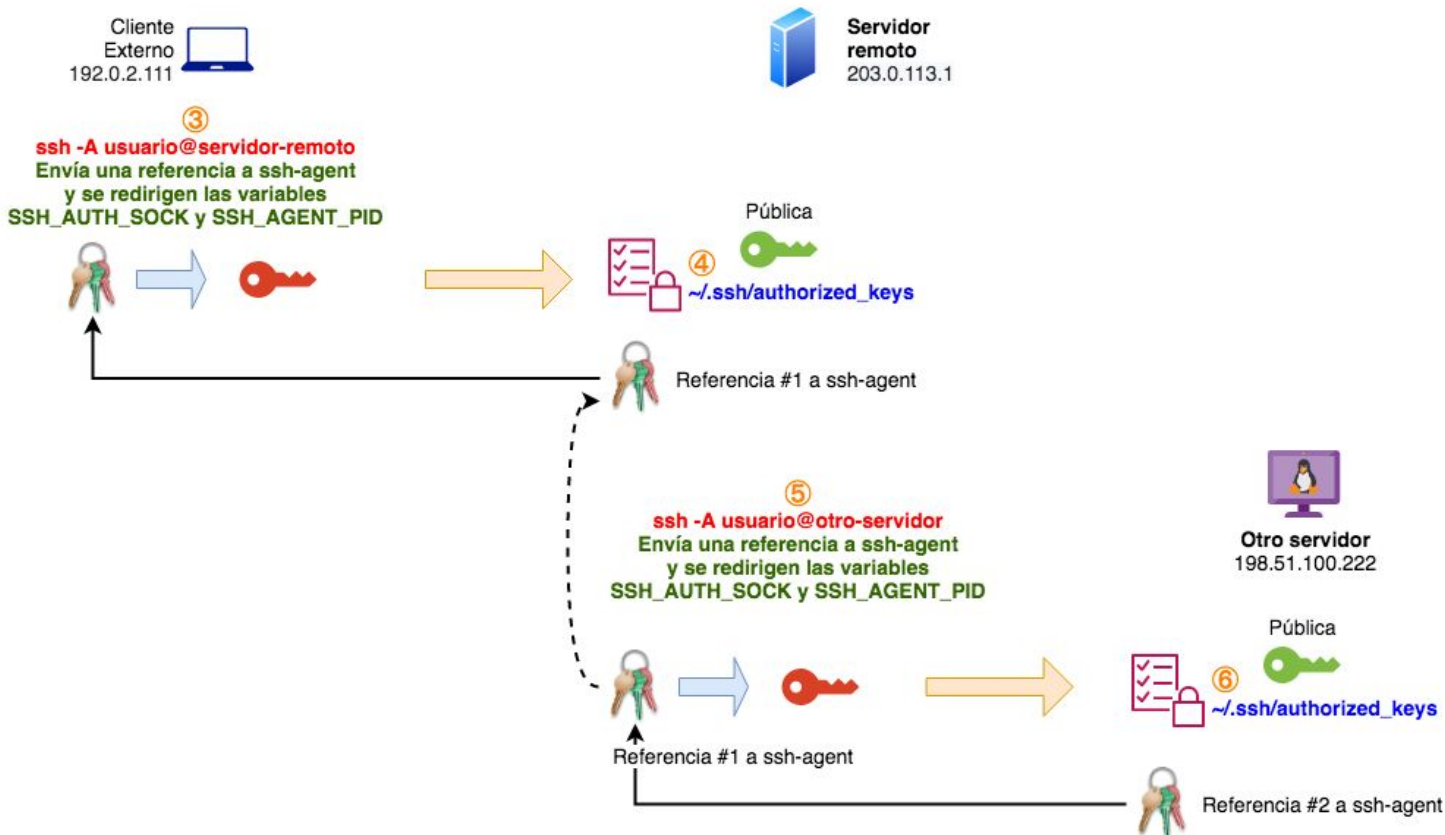 Cliente
Externo
192.0.2.111
Servidor
remoto
203.0.113.1
③
ssh -A usuario@servidor-remoto
Envía una referencia a ssh-agent
y se redirigen las variables
SSH_AUTH_SOCK y SSH_AGENT_PID
Pública
④
~/.ssh/authorized_keys
Referencia #1 a ssh-agent
⑤
ssh -A usuario@otro-servidor
Envía una referencia a ssh-agent
y se redirigen las variables
SSH_AUTH_SOCK y SSH_AGENT_PID
Otro servidor
198.51.100.222
Pública
⑥
~/.ssh/authorized_keys
Referencia #1 a ssh-agent
Referencia #2 a ssh-agent